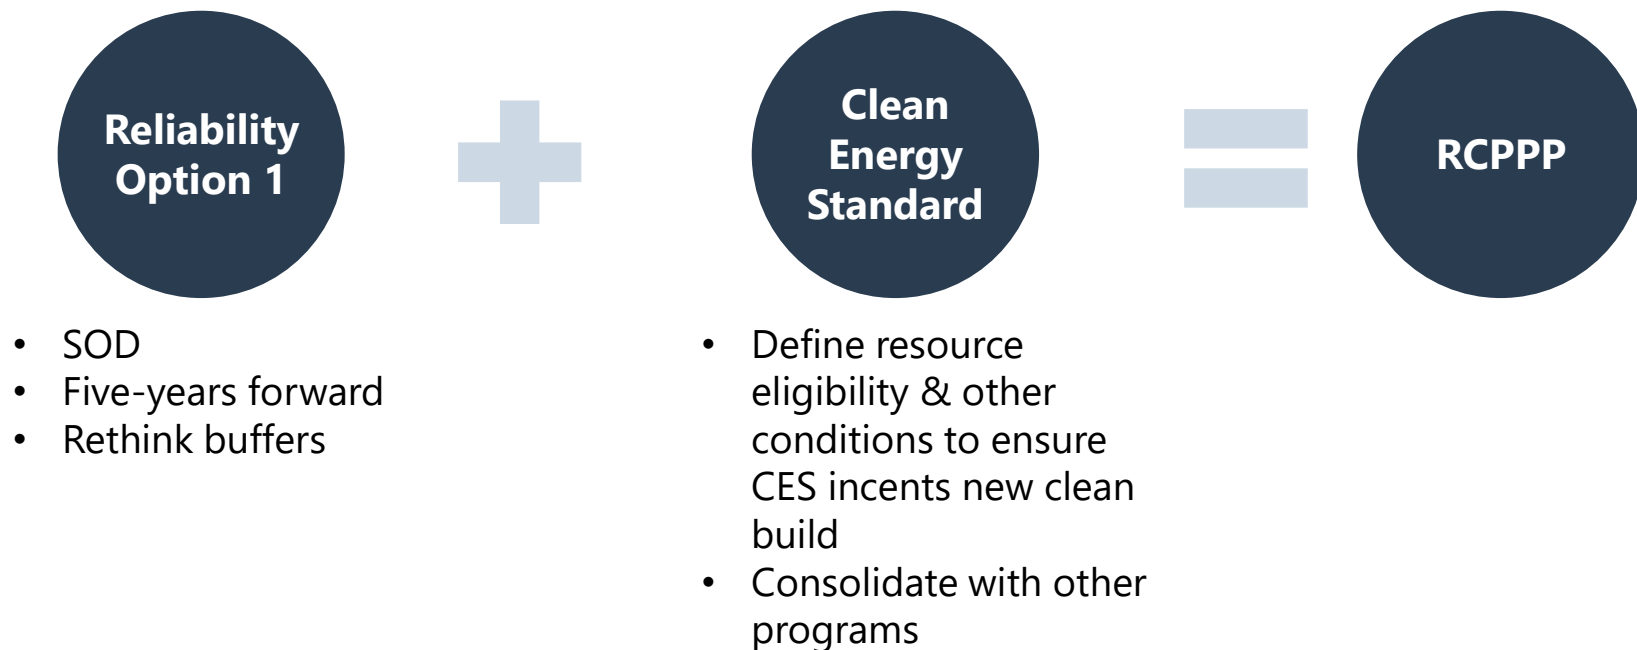 Reliability
Option 1
Clean
Energy
Standard
RCPPP
• SOD
• Five-years forward
• Rethink buffers
• Define resource
eligibility & other
conditions to ensure
CES incents new clean
build
• Consolidate with other
programs